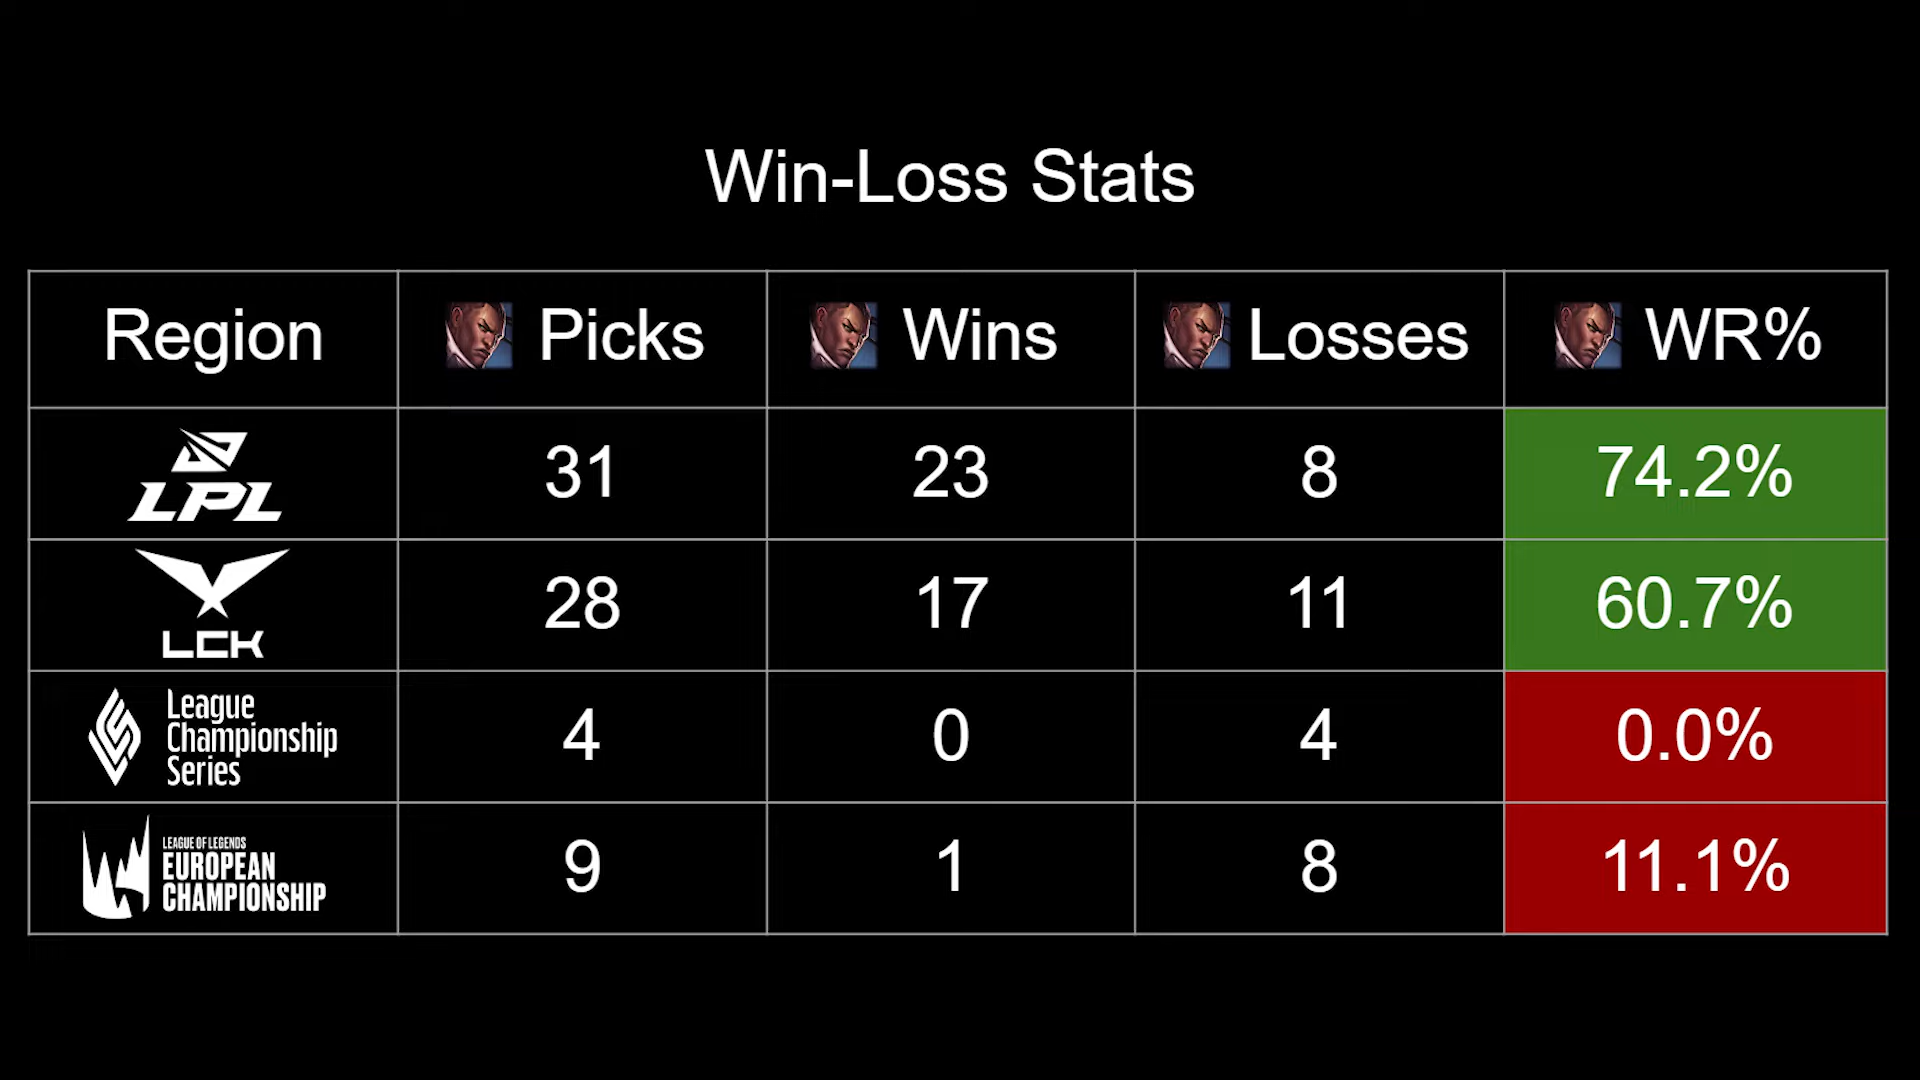 Win-Loss Stats
Region Picks Wins Losses WR%
LPL 31 23 8 74.2%
LCK 28 17 11 60.7%
League
Championship
Series
4 0 4 0.0%
LEAGUE OF LEGENDS
EUROPEAN
CHAMPIONSHIP
9 1 8 11.1%